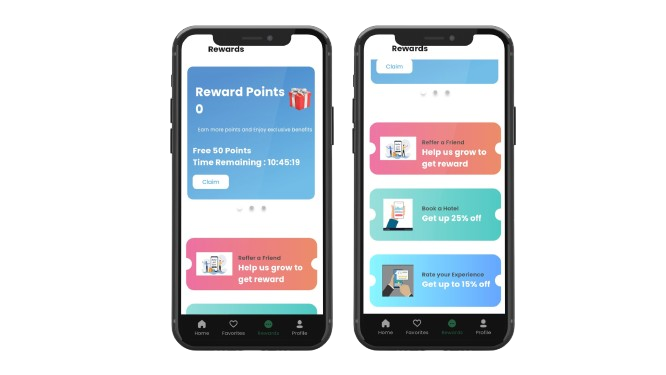 Rewards
Reward Points
0
Earn more points and Enjoy exclusive benefits
Free 50 Points
Time Remaining : 10:45:19
Claim
Reffer a Friend
Help us grow to
get reward
Home Favorites Rewards Profile
Rewards
Claim
Reffer a Friend
Help us grow to
get reward
Book a Hotel
Get up 25% off
Rate your Experience
Get up to 15% off
Home Favorites Rewards Profile